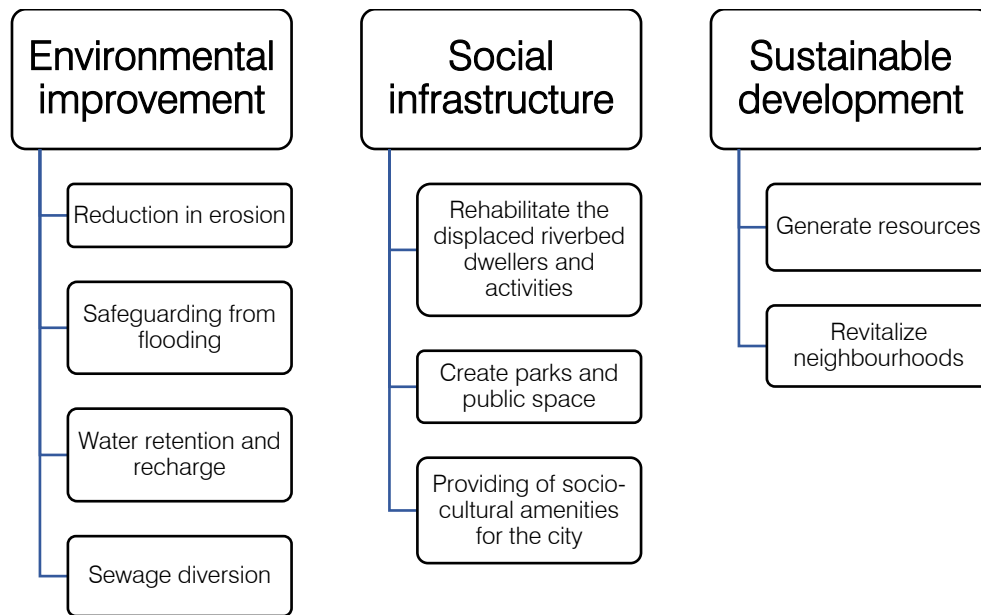 Environmental
improvement
Reduction in erosion
Safeguarding from
flooding
Water retention and
recharge
Sewage diversion
Social
infrastructure
Rehabilitate the
displaced riverbed
dwellers and
activities
Create parks and
public space
Providing of socio-
cultural amenities
for the city
Sustainable
development
Generate resources
Revitalize
neighbourhoods